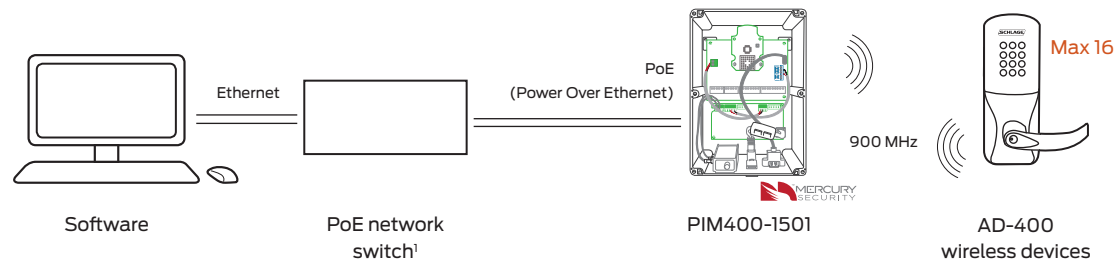 SCHLAGE
Max 16
PoE
(Power Over Ethernet)
Ethernet
900 MHz
MERCURY
SECURITY
Software
PoE network
switch¹
PIM400-1501
AD-400
wireless devices